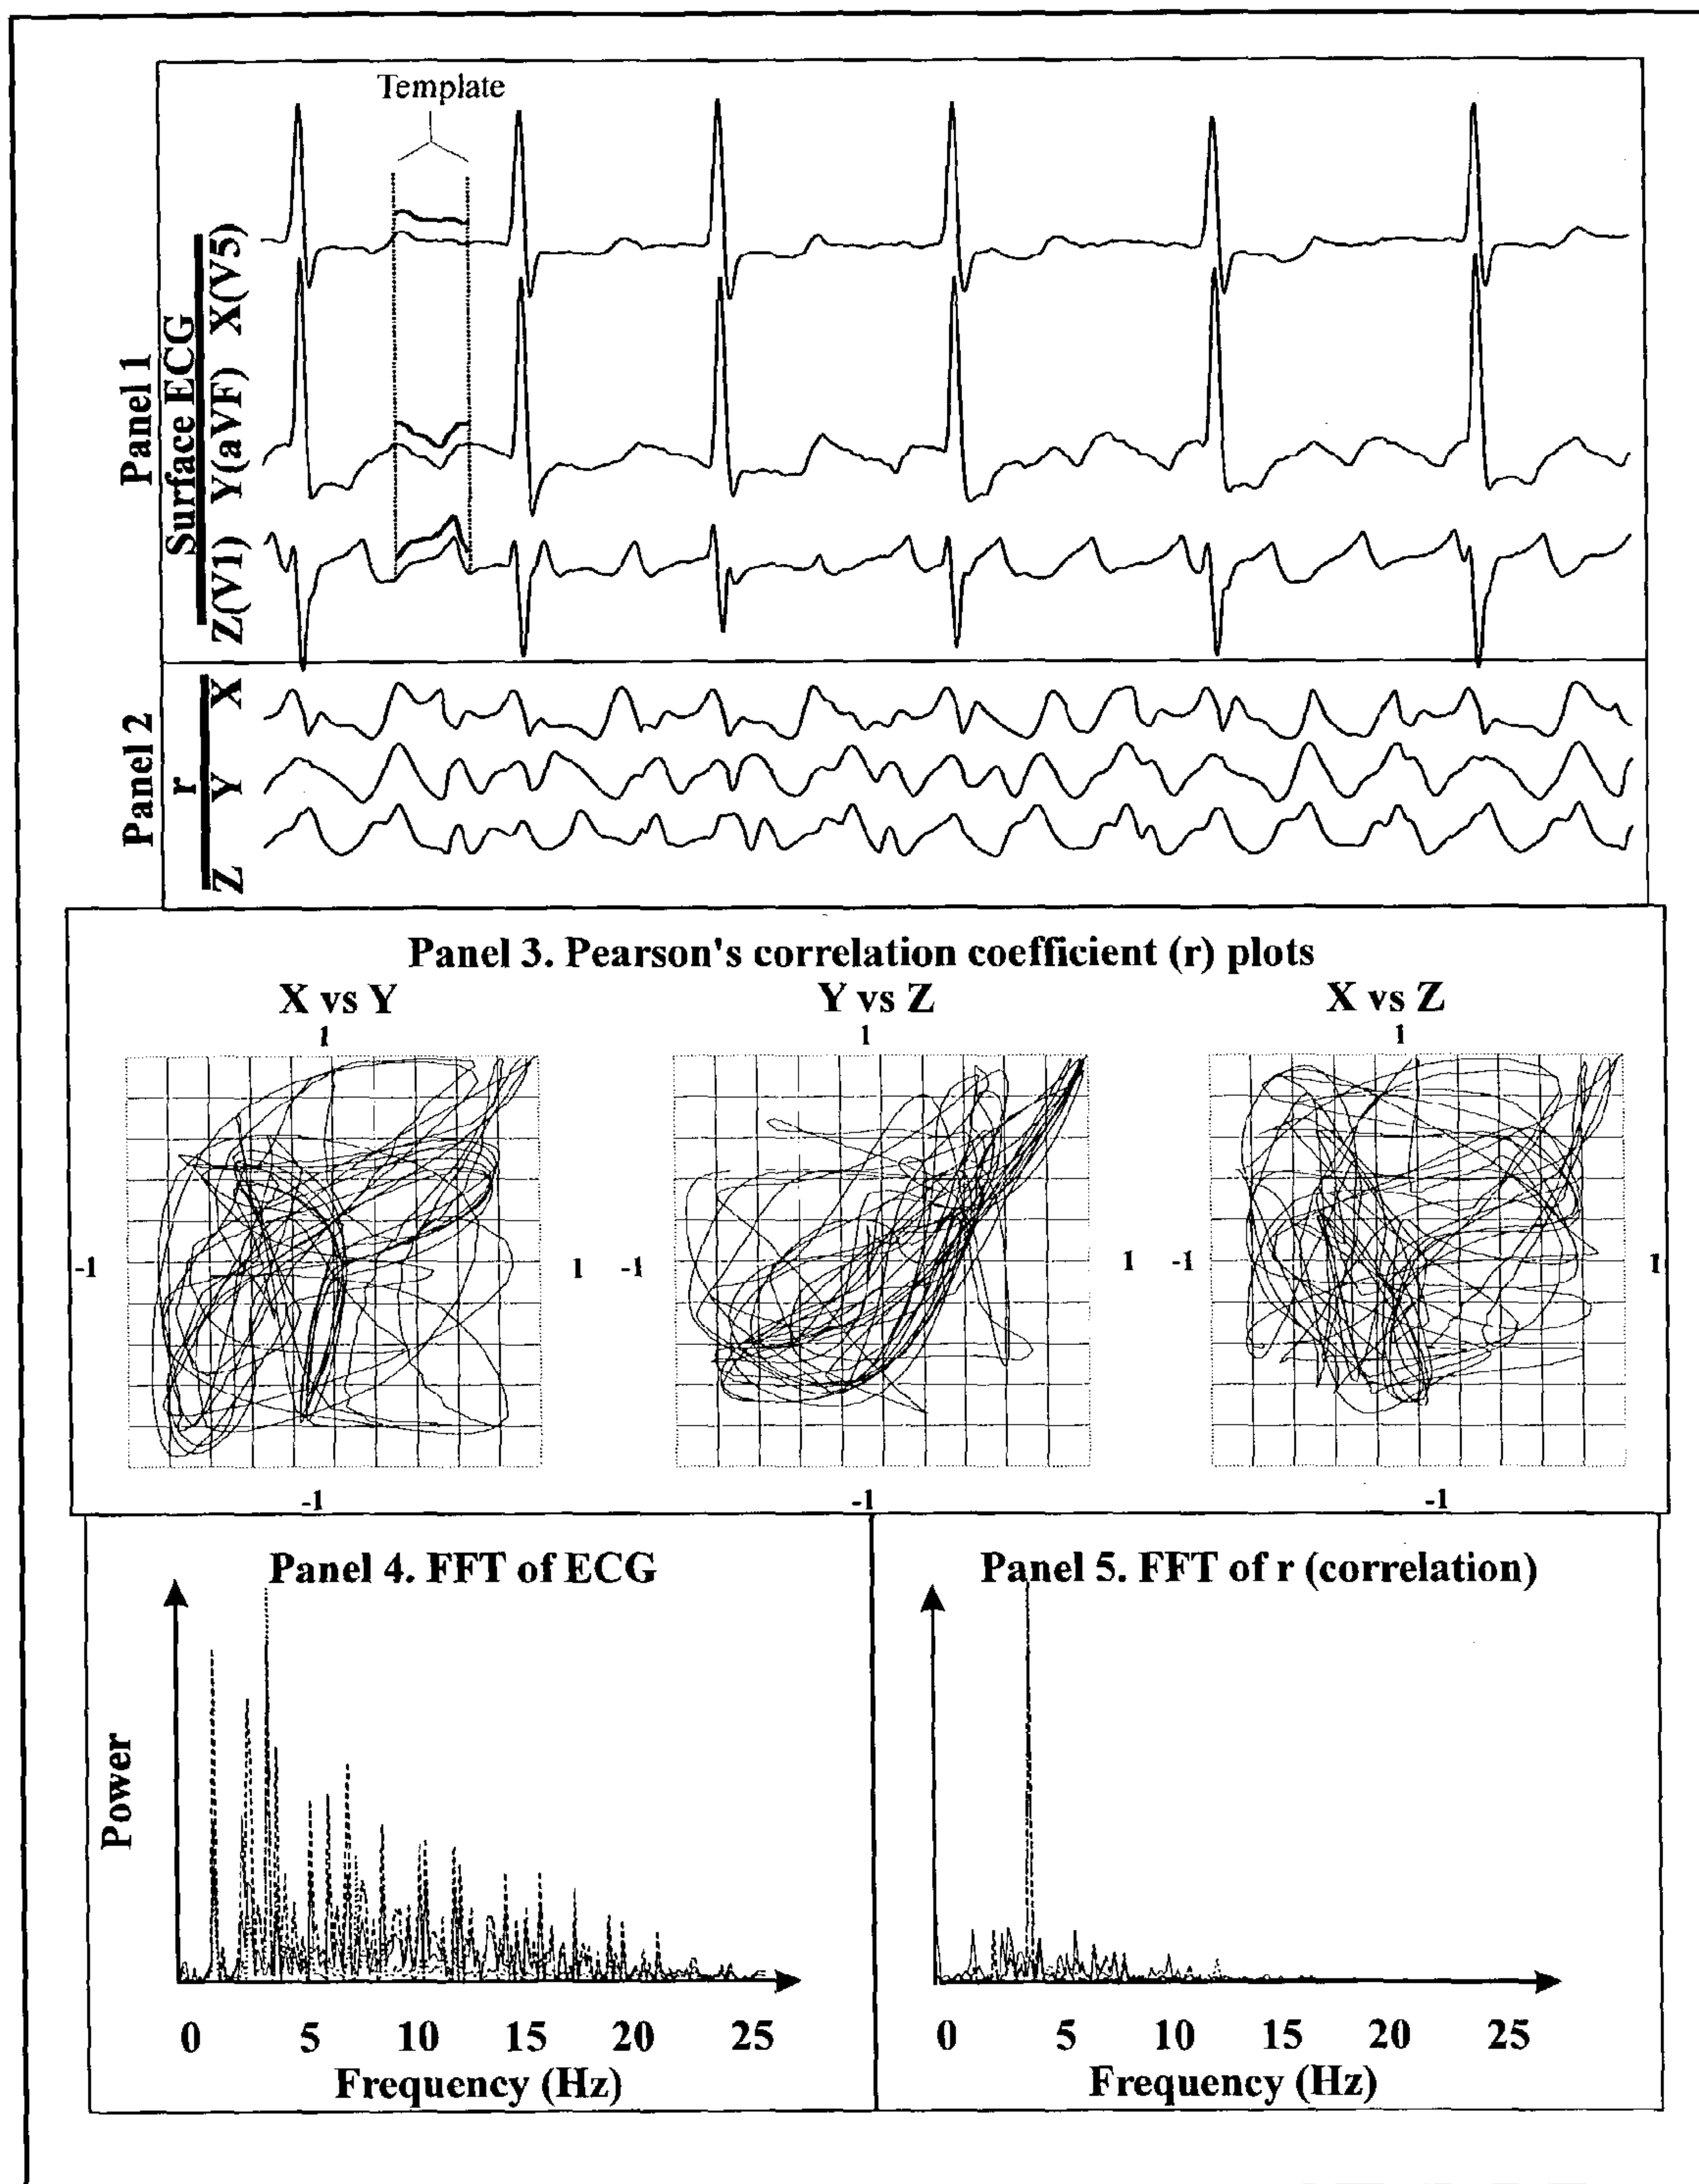 Template
Panel 1
Surface ECG
X(V5)
Y(aVF)
Z(V1)
Panel 2
r
X
Y
Z
Panel 3. Pearson's correlation coefficient (r) plots
X vs Y
Y vs Z
X vs Z
1
1
1
-1
1
-1
1
-1
1
-1
-1
-1
Panel 4. FFT of ECG
Panel 5. FFT of r (correlation)
Power
0 5 10 15 20 25
0 5 10 15 20 25
Frequency (Hz)
Frequency (Hz)